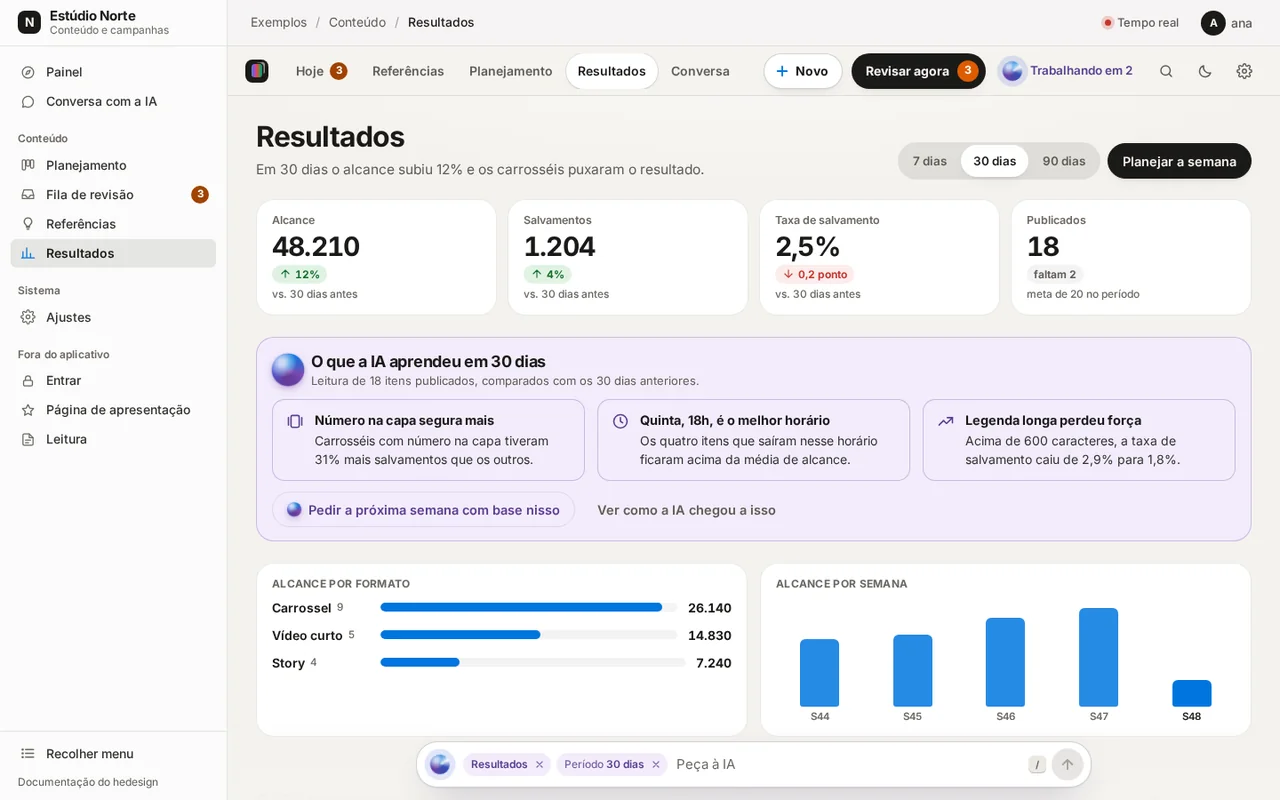 N
Estúdio Norte
Conteúdo e campanhas
Painel
Conversa com a IA
Conteúdo
Planejamento
Fila de revisão 3
Referências
Resultados
Sistema
Ajustes
Fora do aplicativo
Entrar
Página de apresentação
Leitura
Recolher menu
Documentação do hedesign
Exemplos / Conteúdo / Resultados
Tempo real
A ana
Hoje 3 Referências Planejamento Resultados Conversa
+ Novo
Revisar agora 3
Trabalhando em 2
Resultados
Em 30 dias o alcance subiu 12% e os carrosséis puxaram o resultado.
7 dias 30 dias 90 dias
Planejar a semana
Alcance
48.210
↑ 12%
vs. 30 dias antes
Salvamentos
1.204
↑ 4%
vs. 30 dias antes
Taxa de salvamento
2,5%
↓ 0,2 ponto
vs. 30 dias antes
Publicados
18
faltam 2
meta de 20 no período
O que a IA aprendeu em 30 dias
Leitura de 18 itens publicados, comparados com os 30 dias anteriores.
Número na capa segura mais
Carrosséis com número na capa tiveram
31% mais salvamentos que os outros.
Quinta, 18h, é o melhor horário
Os quatro itens que saíram nesse horário
ficaram acima da média de alcance.
Legenda longa perdeu força
Acima de 600 caracteres, a taxa de
salvamento caiu de 2,9% para 1,8%.
Pedir a próxima semana com base nisso
Ver como a IA chegou a isso
ALCANCE POR FORMATO
Carrossel 9 26.140
Vídeo curto 5 14.830
Story 4 7.240
ALCANCE POR SEMANA
S44 S45 S46 S47 S48
Resultados ×
Período 30 dias ×
Peça à IA
/